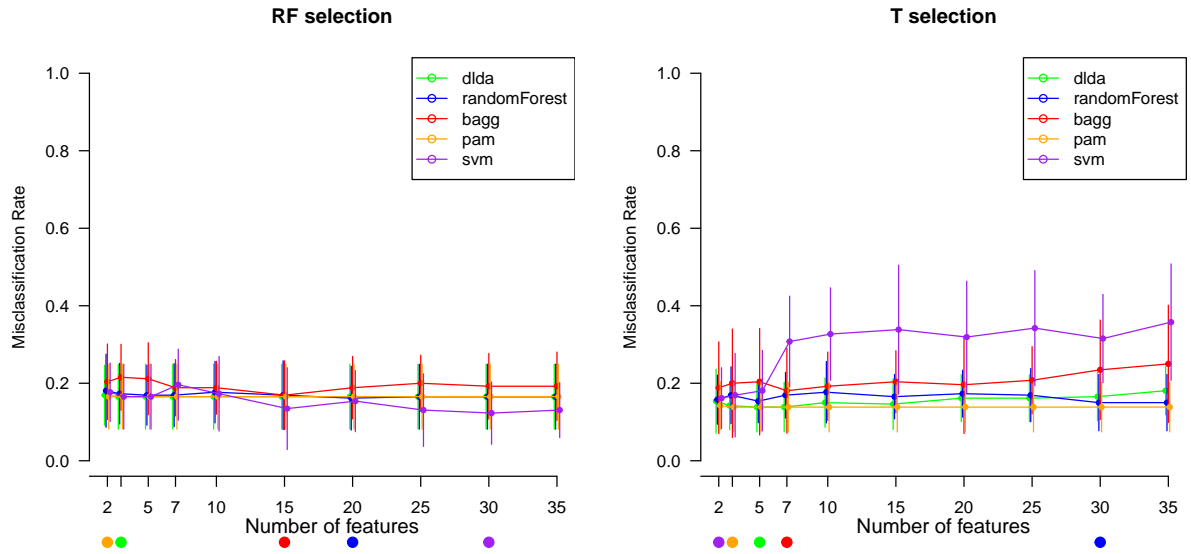 RF selection
Misclassification Rate
1.0
0.8
0.6
0.4
0.2
0.0
dlda
randomForest
bagg
pam
svm
2 5 7 10 15 20 25 30 35
Number of features
T selection
Misclassification Rate
1.0
0.8
0.6
0.4
0.2
0.0
dlda
randomForest
bagg
pam
svm
2 5 7 10 15 20 25 30 35
Number of features